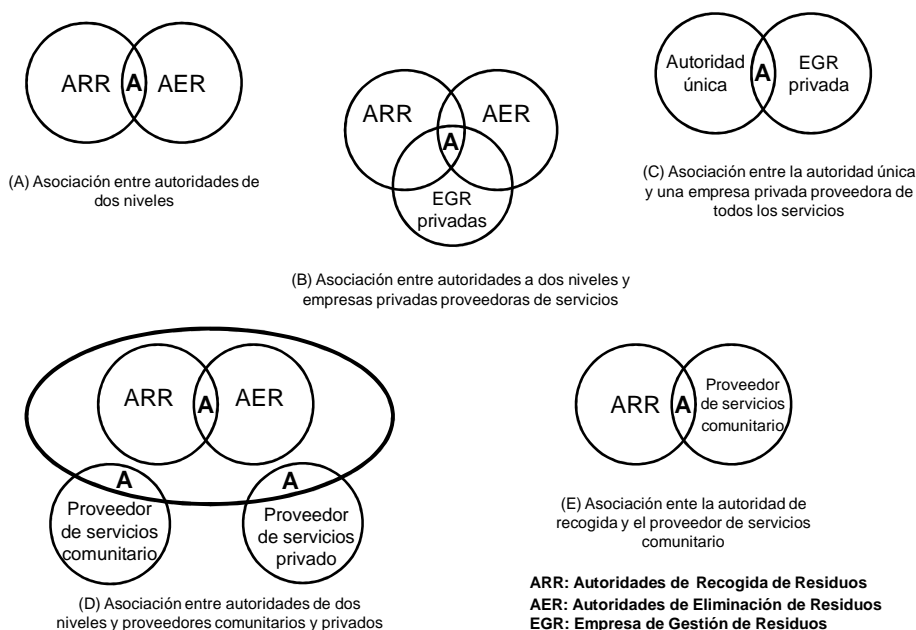 ARR A AER
(A) Asociación entre autoridades de
dos niveles
ARR AER
A
EGR
privadas
(B) Asociación entre autoridades a dos niveles y
empresas privadas proveedoras de servicios
Autoridad
única
A
EGR
privada
(C) Asociación entre la autoridad única
y una empresa privada proveedora de
todos los servicios
ARR A AER
A
Proveedor
de servicios
comunitario
A
Proveedor
de servicios
privado
(D) Asociación entre autoridades de dos
niveles y proveedores comunitarios y privados
ARR A
Proveedor
de servicios
comunitario
(E) Asociación ente la autoridad de
recogida y el proveedor de servicios
comunitario
ARR: Autoridades de Recogida de Residuos
AER: Autoridades de Eliminación de Residuos
EGR: Empresa de Gestión de Residuos